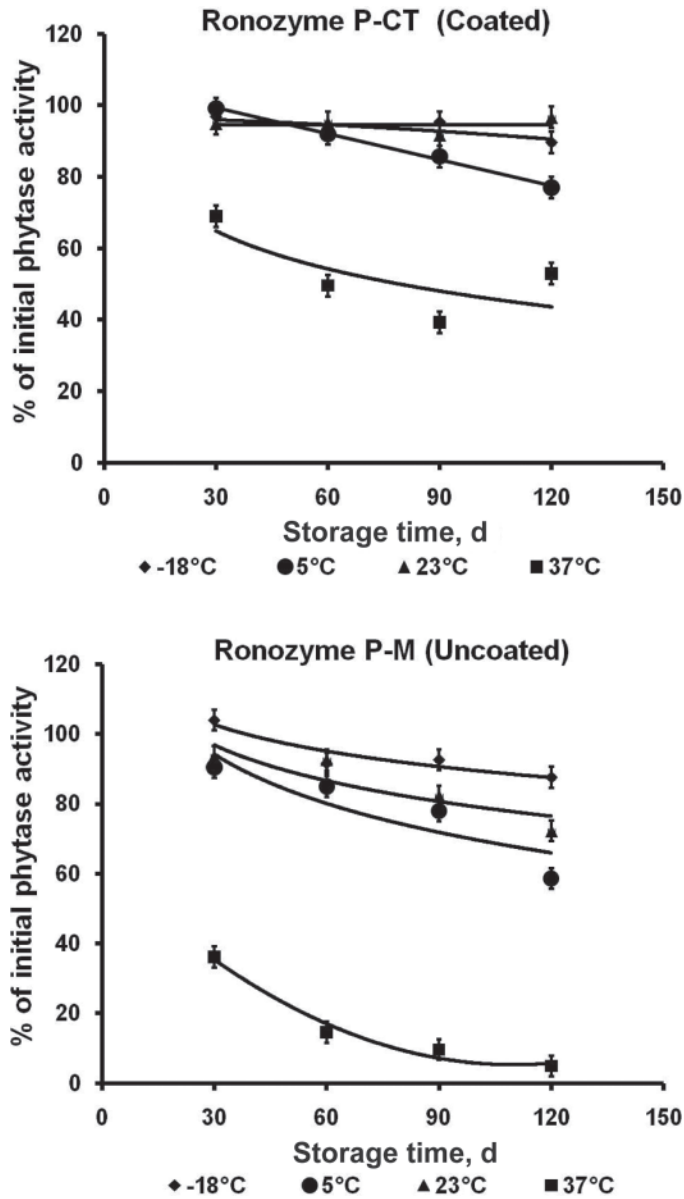 Ronozyme P-CT (Coated)
% of initial phytase activity
120
100
80
60
40
20
0
0 30 60 90 120 150
Storage time, d
-18°C 5°C 23°C 37°C
Ronozyme P-M (Uncoated)
% of initial phytase activity
120
100
80
60
40
20
0
0 30 60 90 120 150
Storage time, d
-18°C 5°C 23°C 37°C